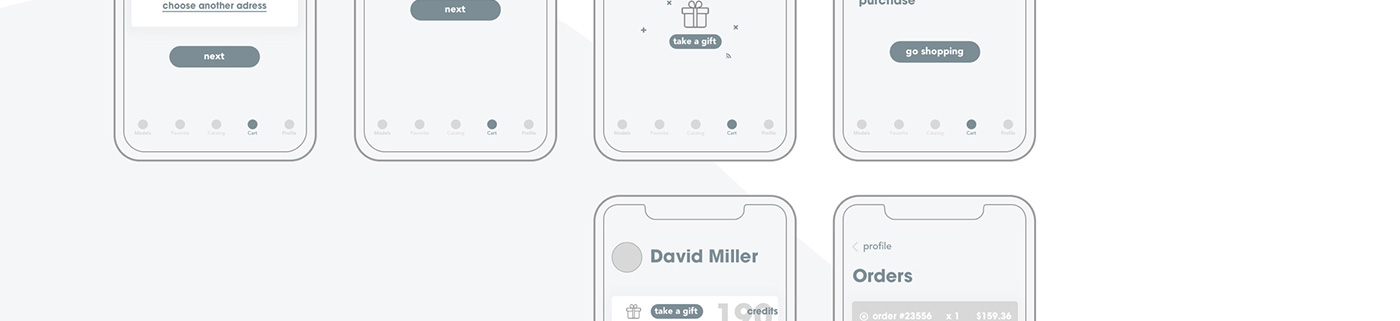 choose another adress
next
Models Favorite Catalog Cart Profile
next
Models Favorite Catalog Cart Profile
take a gift
Models Favorite Catalog Cart Profile
purchase
go shopping
Models Favorite Catalog Cart Profile
David Miller
take a gift 190 credits
profile
Orders
order #23556 x 1 $159.36